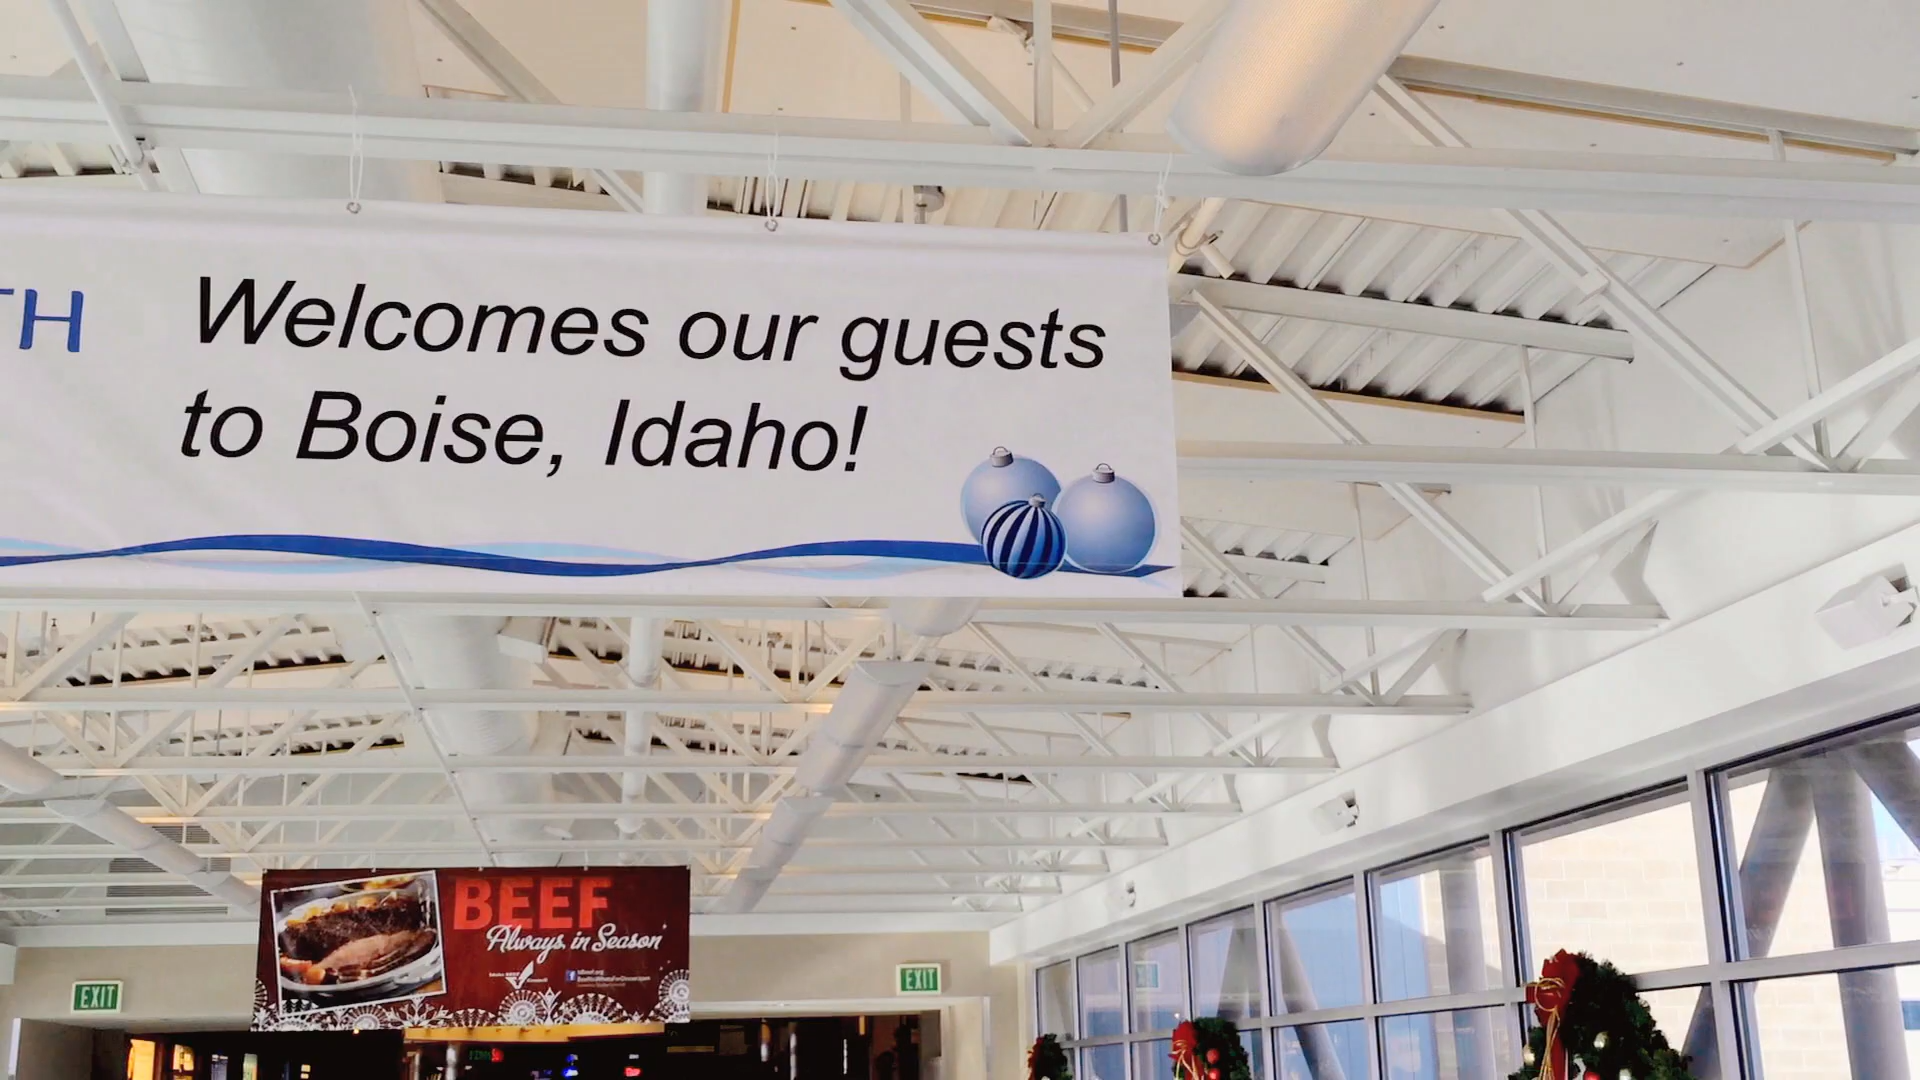 TH
Welcomes our guests
to Boise, Idaho!
BEEF
Always in Season
EXIT
EXIT